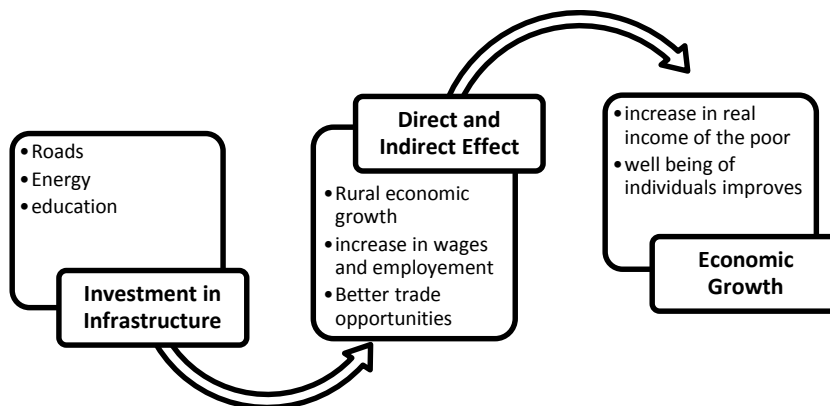 • Roads
• Energy
• education
Investment in
Infrastructure
Direct and
Indirect Effect
• Rural economic
growth
• increase in wages
and employement
• Better trade
opportunities
• increase in real
income of the poor
• well being of
individuals improves
Economic
Growth